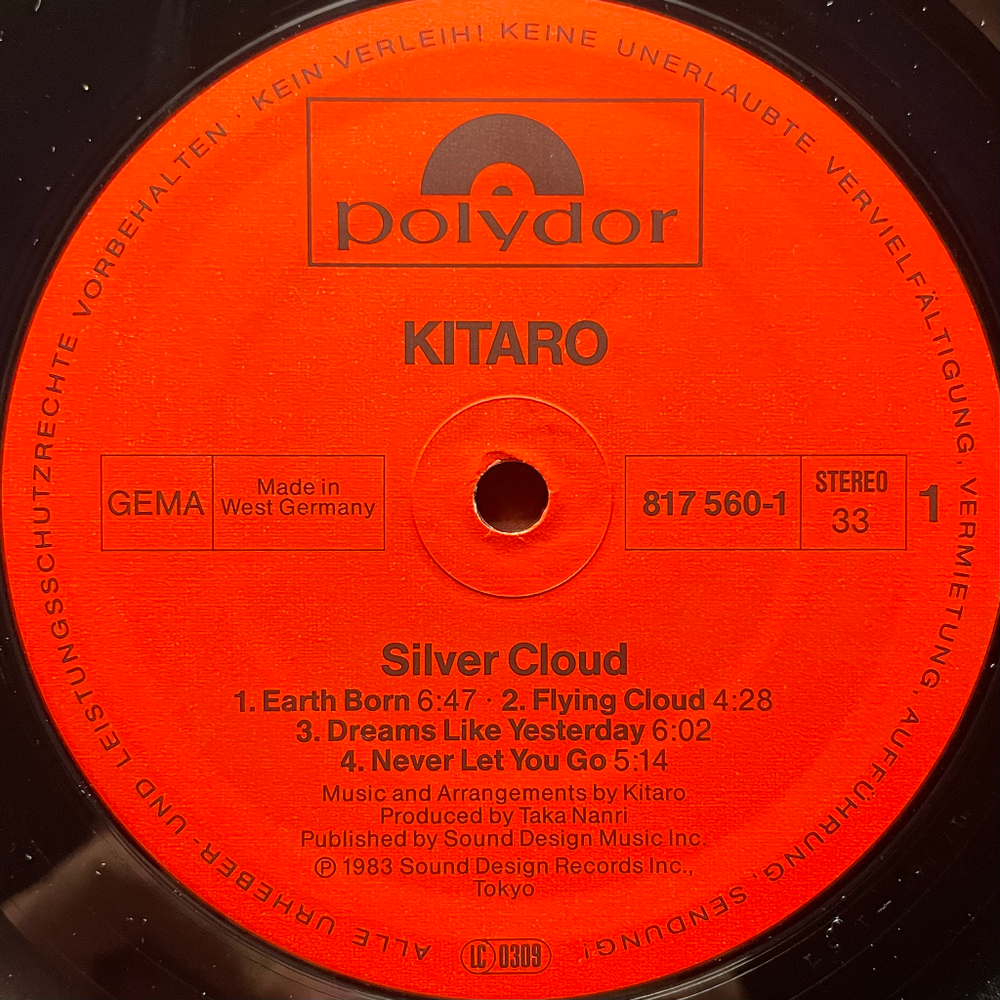 ALLE URHEBER- UND LEISTUNGSSCHUTZRECHTE VORBEHALTEN · KEIN VERLEIH! KEINE UNERLAUBTE VERVIELFÄLTIGUNG, VERMIETUNG, AUFFÜHRUNG, SENDUNG!
polydor
KITARO
GEMA
Made in
West Germany
817 560-1
STEREO
33
1
Silver Cloud
1. Earth Born 6:47 · 2. Flying Cloud 4:28
3. Dreams Like Yesterday 6:02
4. Never Let You Go 5:14
Music and Arrangements by Kitaro
Produced by Taka Nanri
Published by Sound Design Music Inc.
℗ 1983 Sound Design Records Inc.,
Tokyo
LC 0309